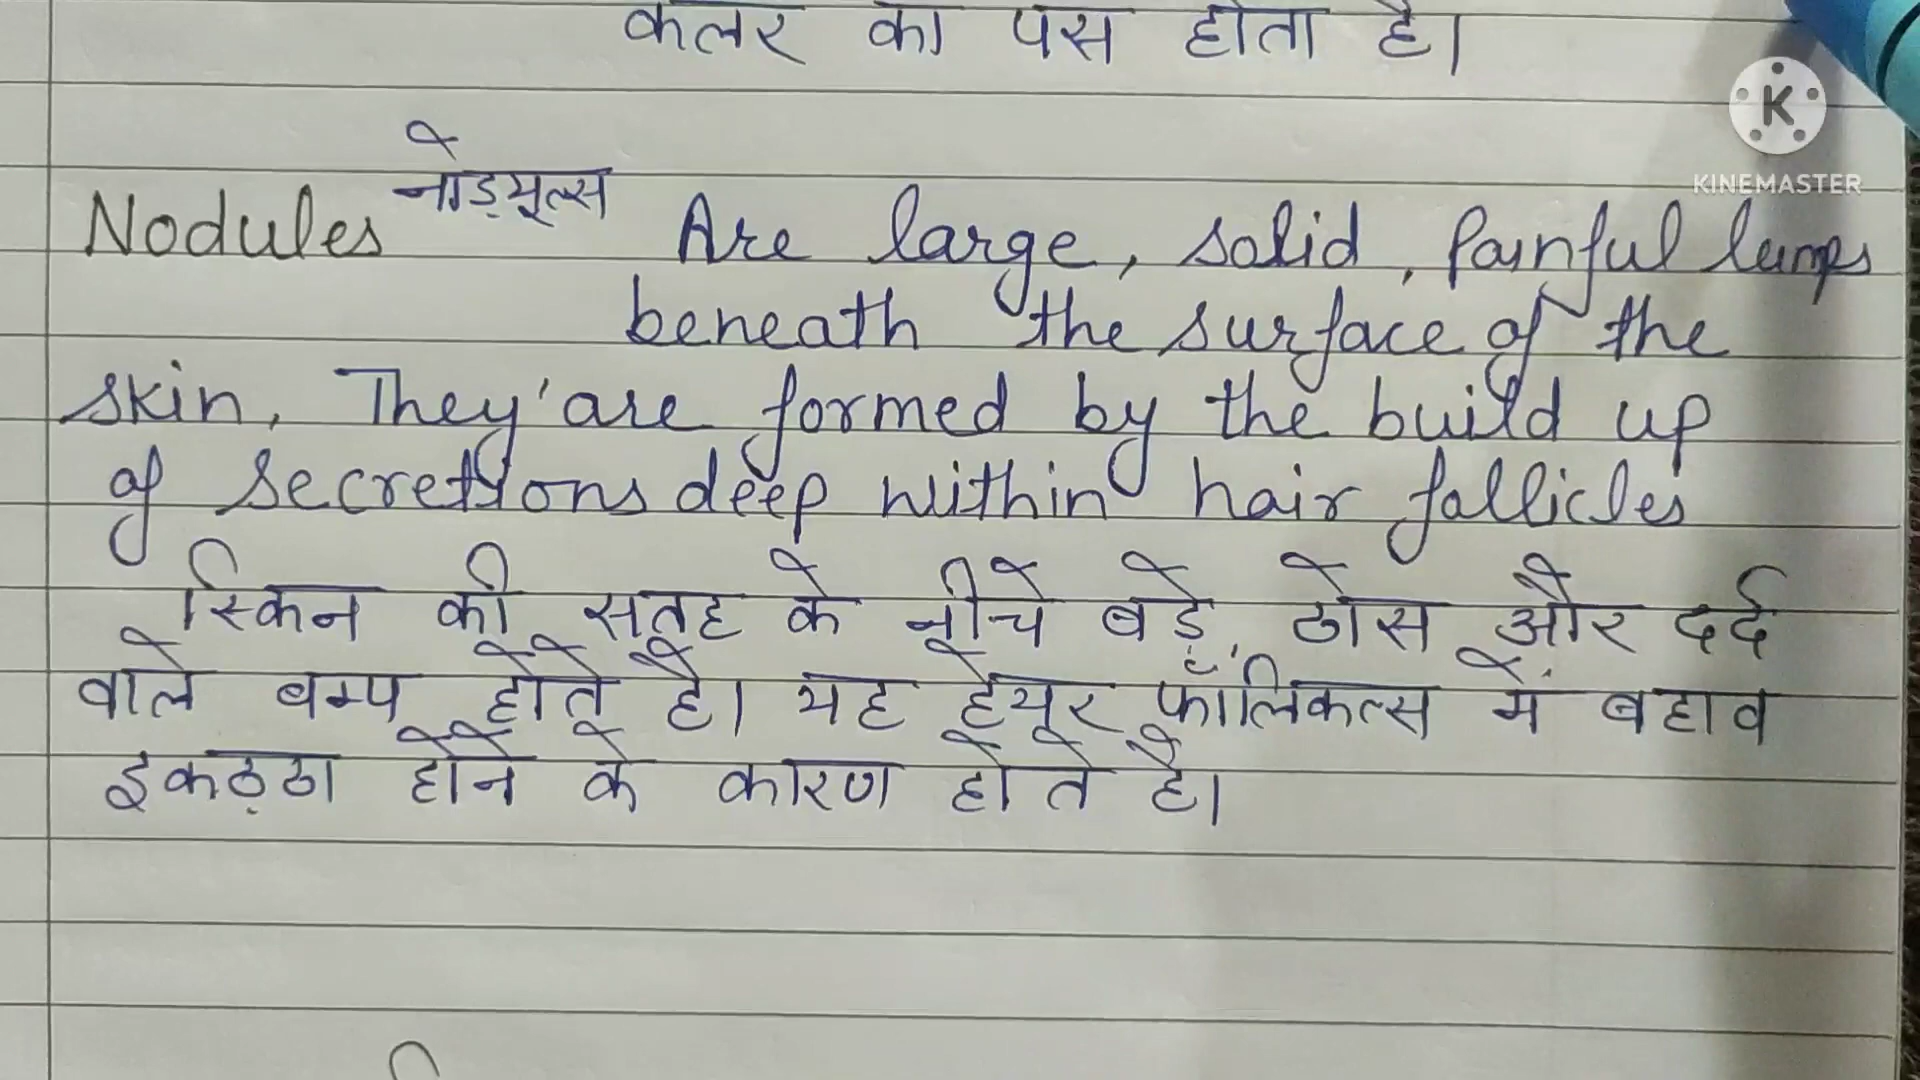 कलर का पस होता है।
KINEMASTER
नोड्यूल्स
Nodules Are large, solid, Painful lumps
beneath the surface of the
skin, They'are formed by the build up
of secretions deep within hair follicles
स्किन की सतह के नीचे बड़े, ठोस और दर्द
वाले बम्प होते है। यह हेयर फॉलिकल्स में बहाव
इकठ्ठा होने के कारण होते है।